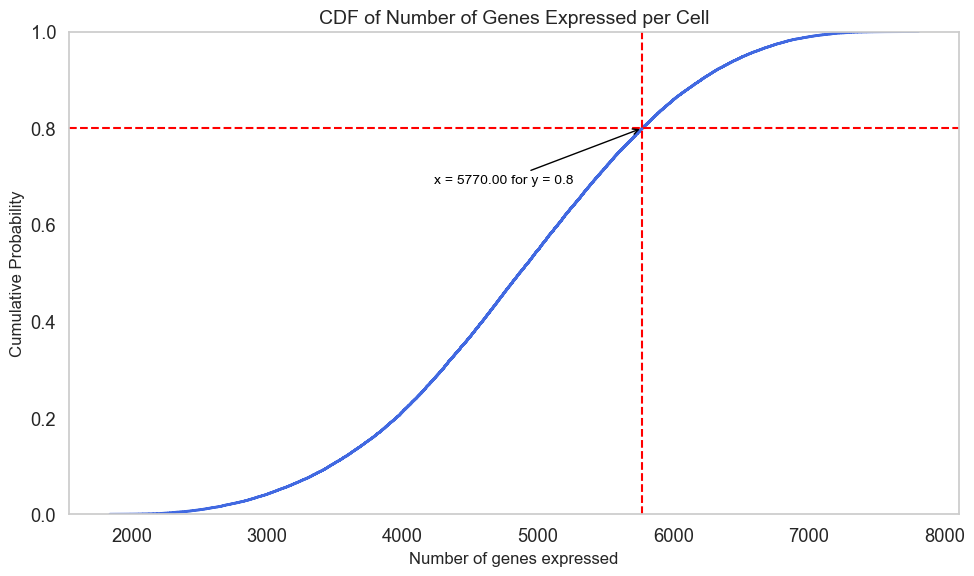 CDF of Number of Genes Expressed per Cell
1.0
0.8
x = 5770.00 for y = 0.8
0.6
Cumulative Probability
0.4
0.2
0.0
2000 3000 4000 5000 6000 7000 8000
Number of genes expressed